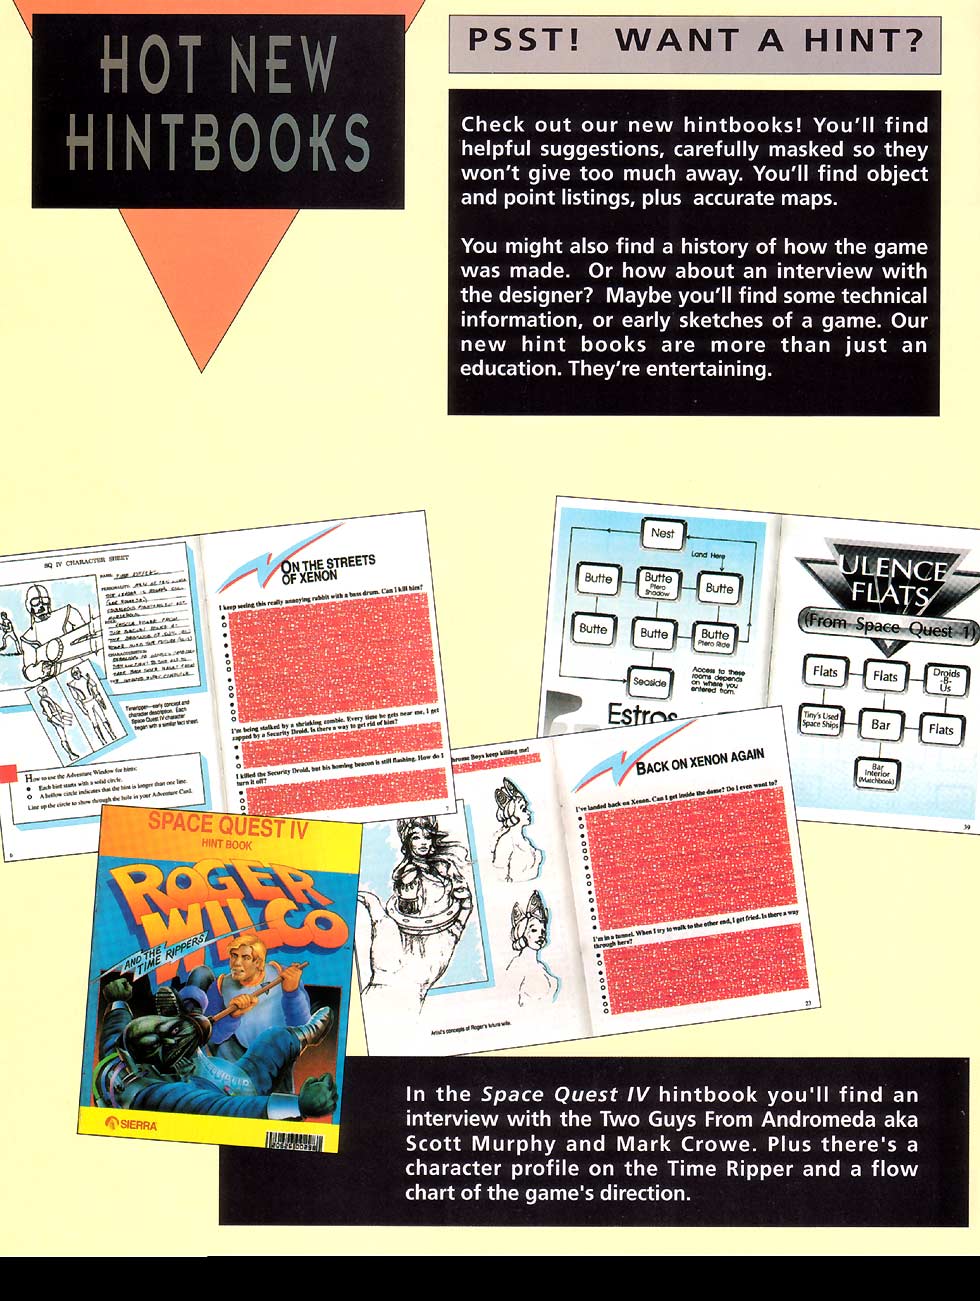 HOT NEW
HINTBOOKS
PSST! WANT A HINT?
Check out our new hintbooks! You'll find
helpful suggestions, carefully masked so they
won't give too much away. You'll find object
and point listings, plus accurate maps.
You might also find a history of how the game
was made. Or how about an interview with
the designer? Maybe you'll find some technical
information, or early sketches of a game. Our
new hint books are more than just an
education. They're entertaining.
SQ IV CHARACTER SHEET
NAME:
Timeripper—early concept and
character description. Each
Space Quest IV character
began with a similar fact sheet.
How to use the Adventure Window for hints:
Each hint starts with a solid circle.
A hollow circle indicates that the hint is longer than one line.
Line up the circle to show through the hole in your Adventure Card.
6
ON THE STREETS
OF XENON
I keep seeing this really annoying rabbit with a bass drum. Can I kill him?
I'm being stalked by a shrinking zombie. Every time he gets near me, I get
zapped by a Security Droid. Is there a way to get rid of him?
I killed the Security Droid, but his homing beacon is still flashing. How do I
turn it off?
7
Nest
Land Here
Butte
Butte
Ptero
Shadow
Butte
Butte
Butte
Butte
Ptero Ride
Seaside
Access to these
rooms depends
on where you
entered from.
Estros
ULENCE
FLATS
(From Space Quest 1)
Flats
Flats
Droids
-B-
Us
Tiny's Used
Space Ships
Bar
Flats
Bar
Interior
(Matchbook)
39
hrome Boys keep killing me!
Artist's concepts of Roger's future wife.
BACK ON XENON AGAIN
I've landed back on Xenon. Can I get inside the dome? Do I even want to?
I'm in a tunnel. When I try to walk to the other end, I get fried. Is there a way
through here?
23
SPACE QUEST IV
HINT BOOK
ROGER
WILCO
AND THE
TIME RIPPERS
SIERRA
In the Space Quest IV hintbook you'll find an
interview with the Two Guys From Andromeda aka
Scott Murphy and Mark Crowe. Plus there's a
character profile on the Time Ripper and a flow
chart of the game's direction.